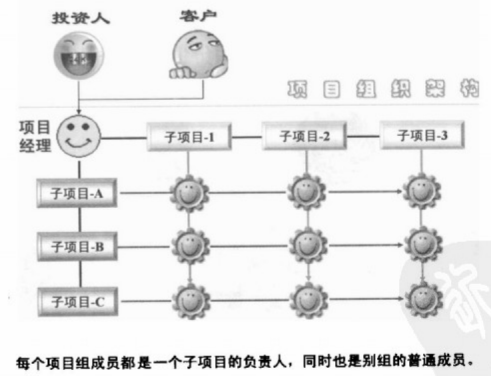 投资人 客户
项目组织架构
项目
经理
子项目-1 子项目-2 子项目-3
子项目-A
子项目-B
子项目-C
每个项目组成员都是一个子项目的负责人，同时也是别组的普通成员。